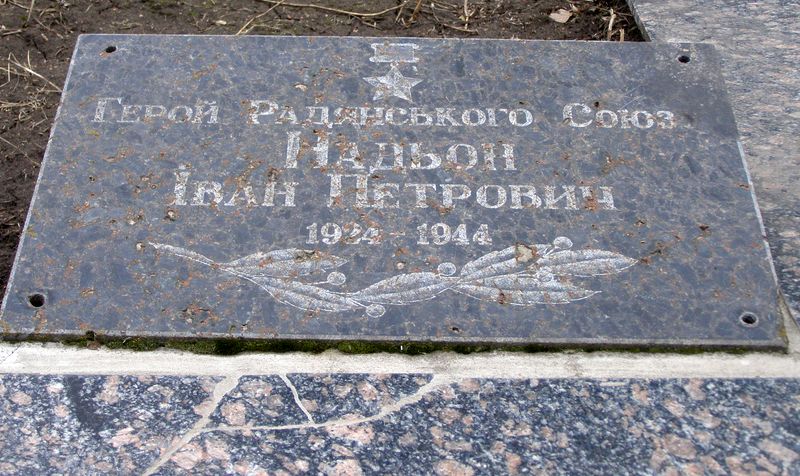 Герой Радянського Союз
Надьон
Іван Петрович
1924 - 1944